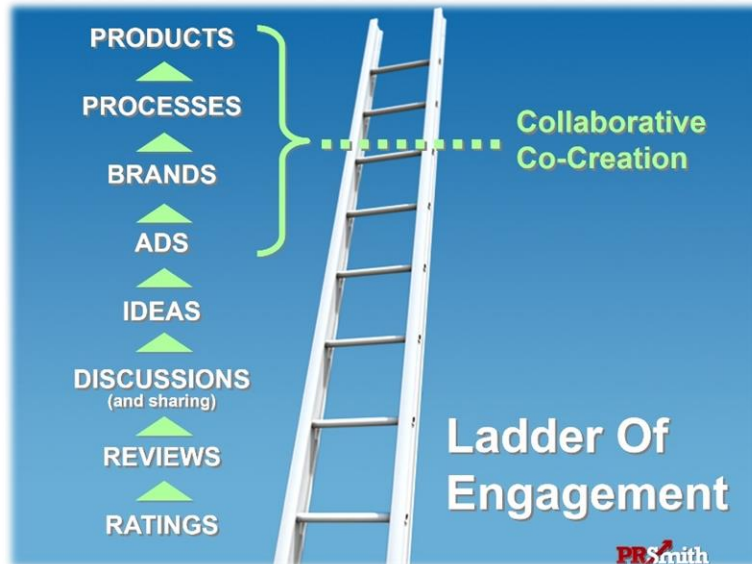 PRODUCTS
PROCESSES
BRANDS
ADS
IDEAS
DISCUSSIONS
(and sharing)
REVIEWS
RATINGS
Collaborative
Co-Creation
Ladder Of
Engagement
PRSmith